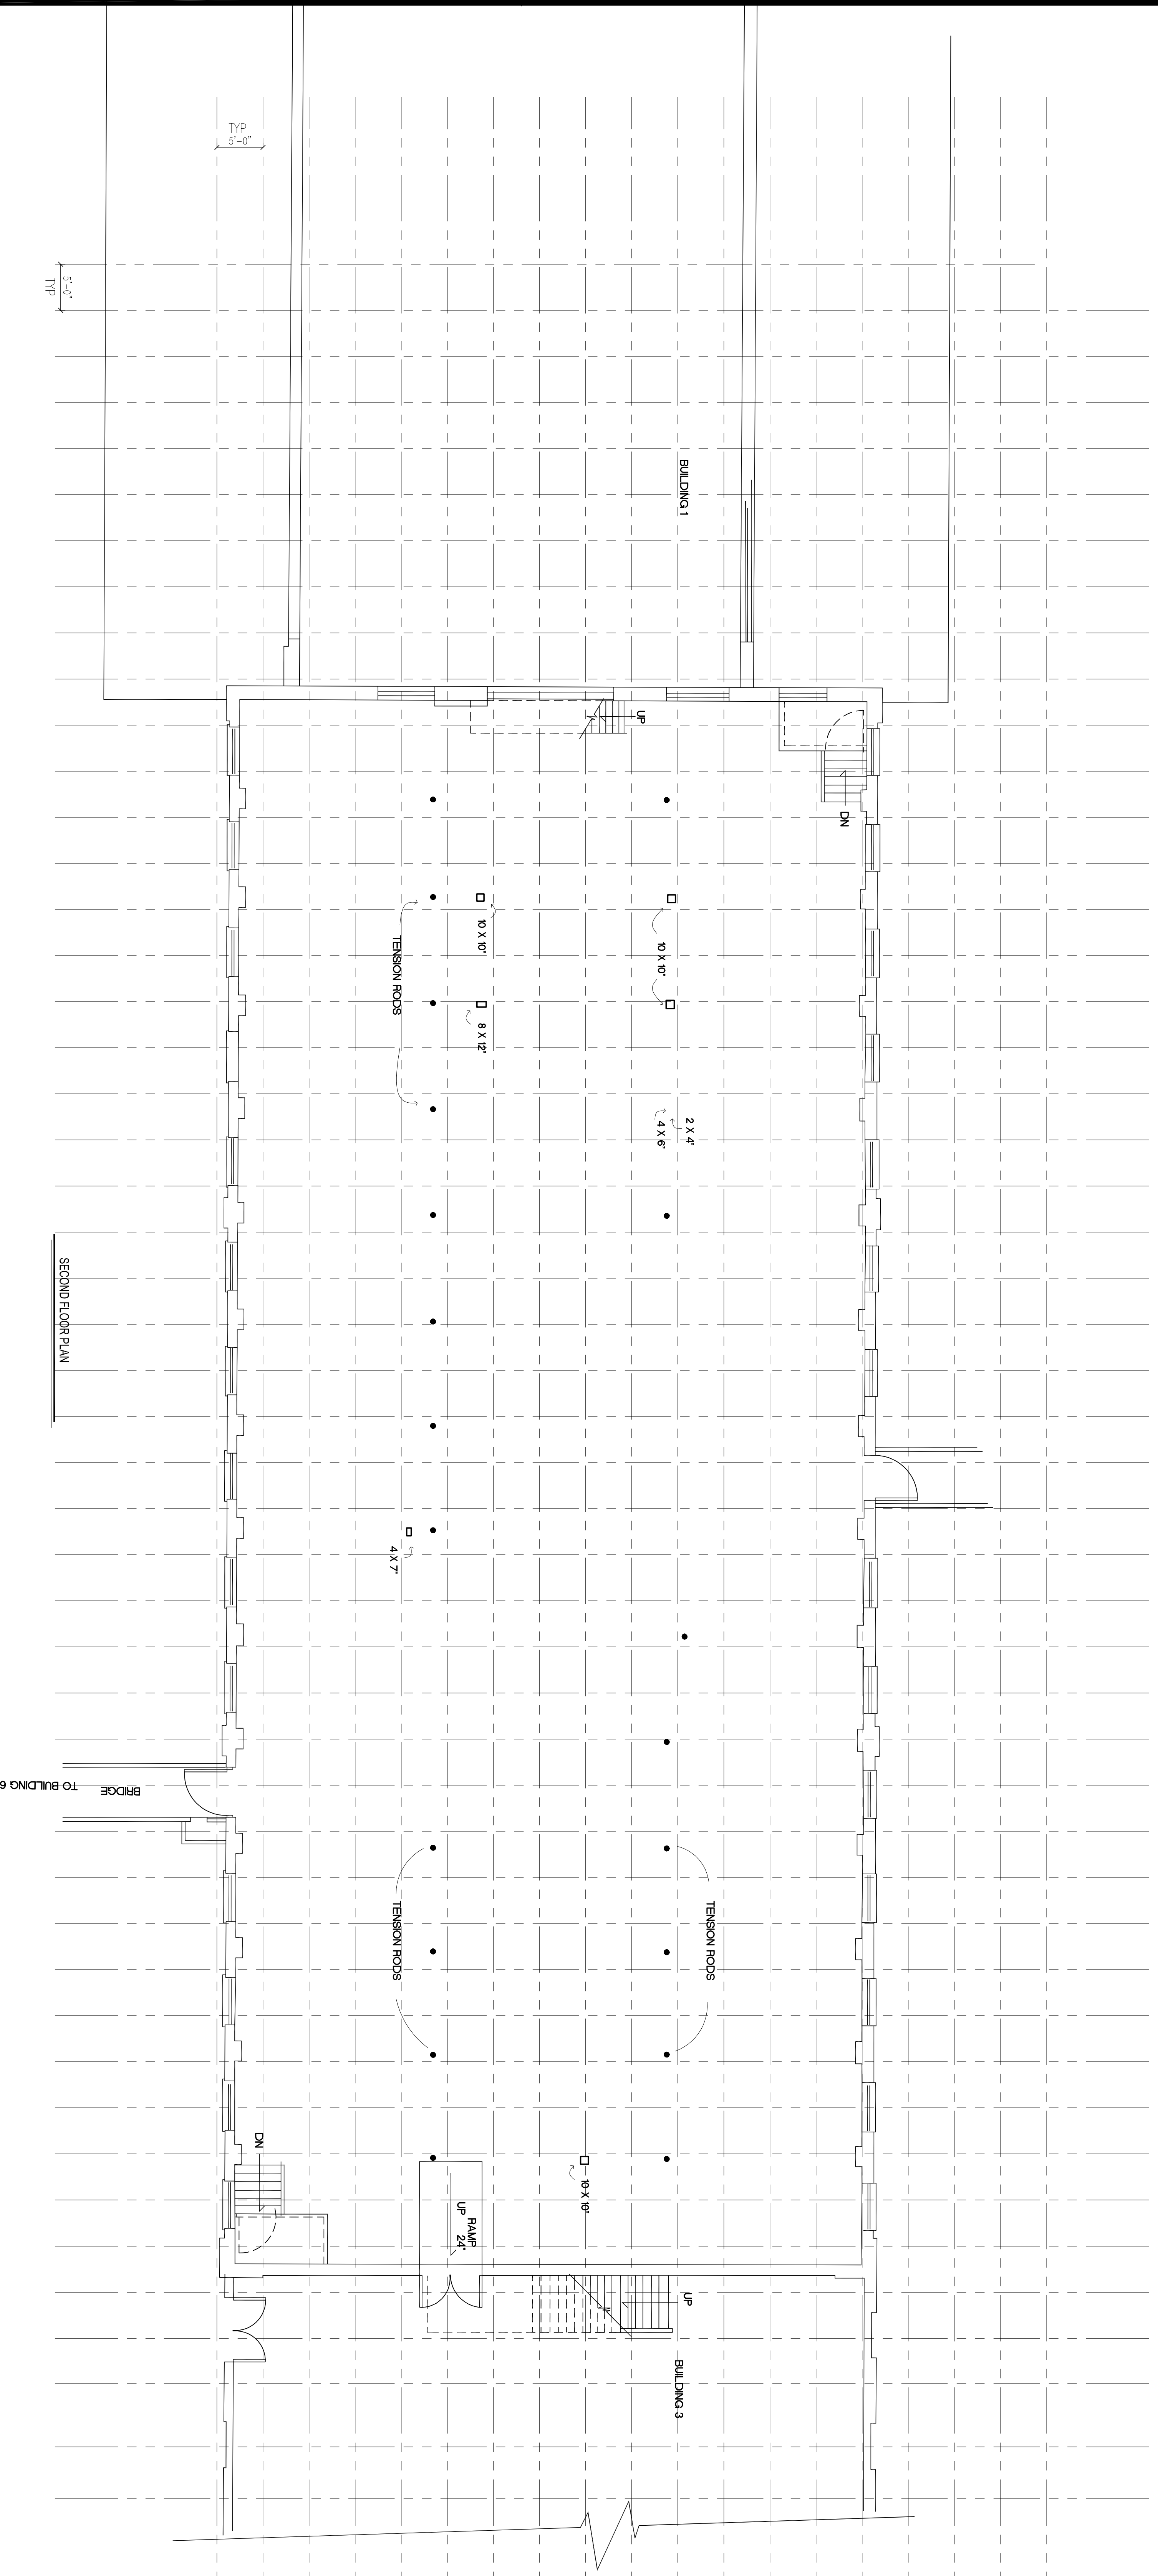 TYP
5'-0"
5'-0"
TYP
BUILDING 1
UP
DN
10 X 10"
10 X 10"
TENSION RODS
8 X 12"
2 X 4"
4 X 6"
SECOND FLOOR PLAN
4 X 7"
BRIDGE
TO BUILDING 6
TENSION RODS
TENSION RODS
DN
10 X 10"
RAMP
UP 24"
UP
BUILDING 3